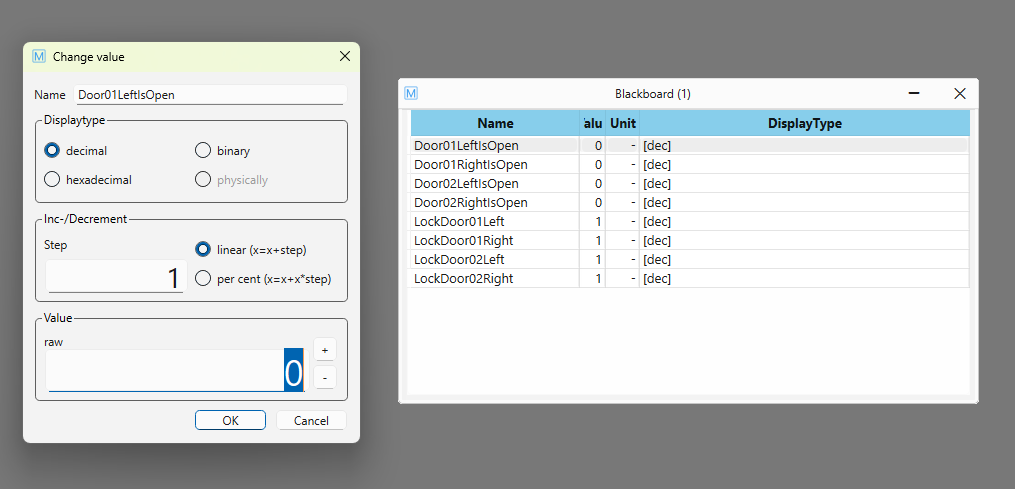 M Change value
Name Door01LeftIsOpen
Displaytype
decimal
binary
hexadecimal
physically
Inc-/Decrement
Step
1
linear (x=x+step)
per cent (x=x+x*step)
Value
raw
0
+
-
OK
Cancel
M Blackboard (1)
Name alu Unit DisplayType
Door01LeftIsOpen 0 - [dec]
Door01RightIsOpen 0 - [dec]
Door02LeftIsOpen 0 - [dec]
Door02RightIsOpen 0 - [dec]
LockDoor01Left 1 - [dec]
LockDoor01Right 1 - [dec]
LockDoor02Left 1 - [dec]
LockDoor02Right 1 - [dec]